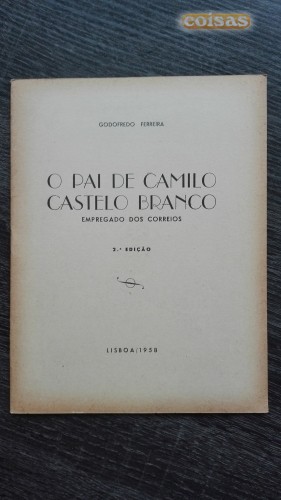 coisas
GODOFREDO FERREIRA
O PAI DE CAMILO
CASTELO BRANCO
EMPREGADO DOS CORREIOS
2.ª EDIÇÃO
LISBOA/1958